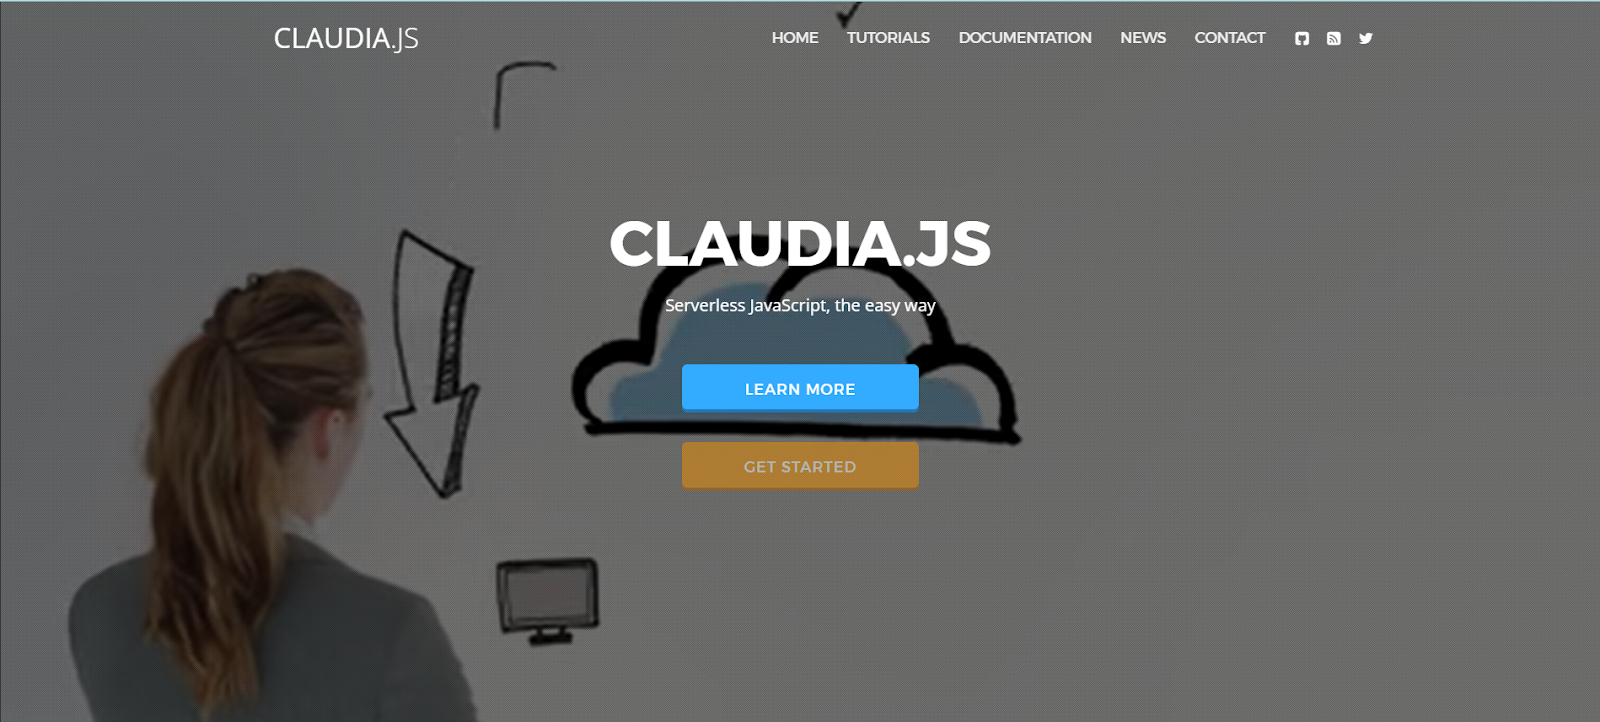 CLAUDIA.JS
HOME TUTORIALS DOCUMENTATION NEWS CONTACT
CLAUDIA.JS
Serverless JavaScript, the easy way
LEARN MORE
GET STARTED